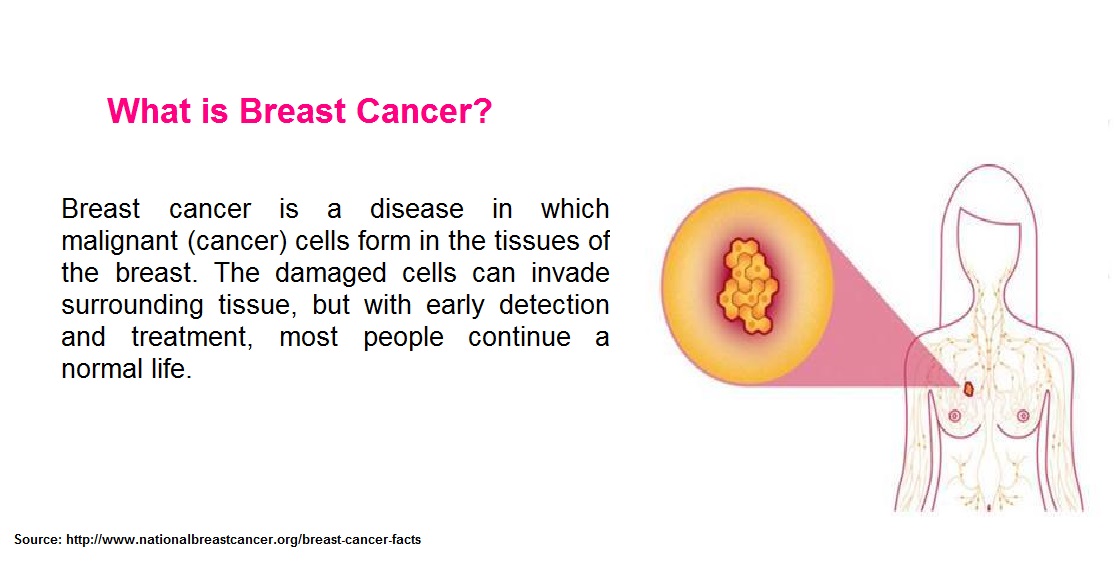 What is Breast Cancer?
Breast cancer is a disease in which
malignant (cancer) cells form in the tissues of
the breast. The damaged cells can invade
surrounding tissue, but with early detection
and treatment, most people continue a
normal life.
Source: http://www.nationalbreastcancer.org/breast-cancer-facts